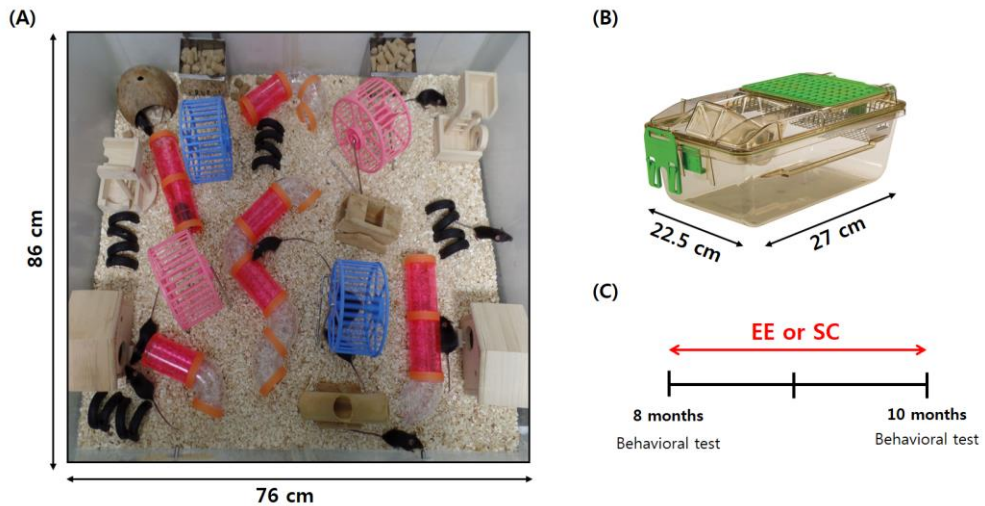 (A)
86 cm
76 cm
(B)
22.5 cm
27 cm
(C)
EE or SC
8 months
Behavioral test
10 months
Behavioral test